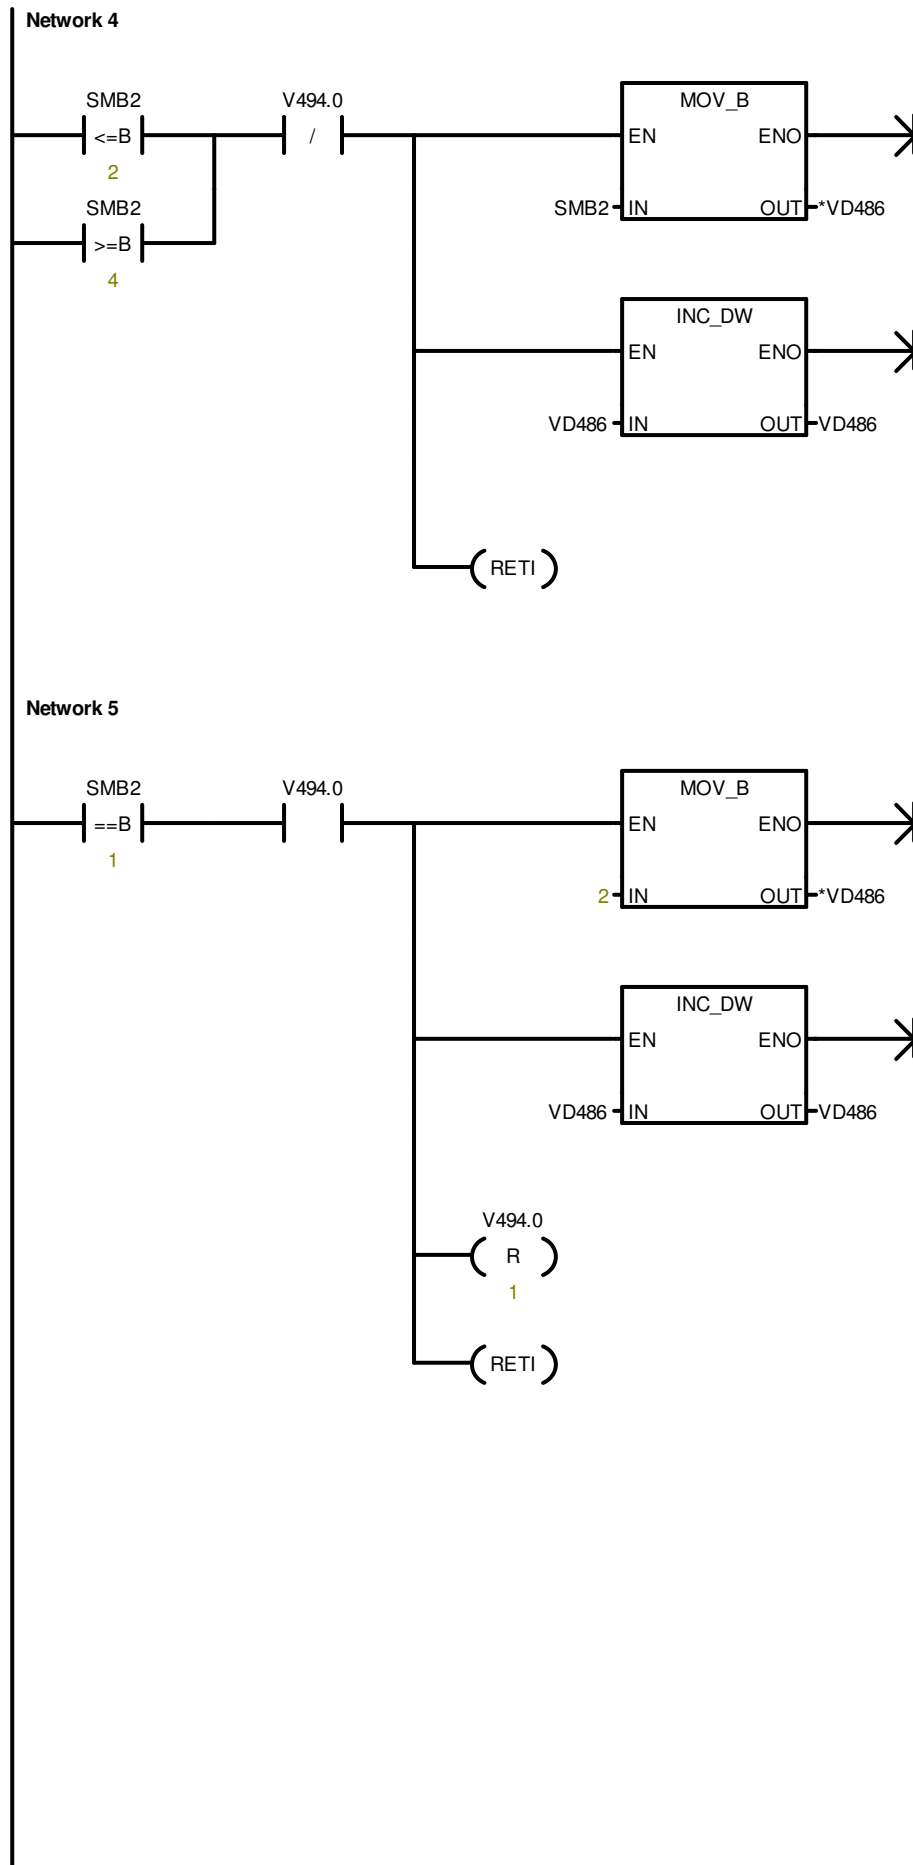 Network 4
SMB2 V494.0 MOV_B
<=B / EN ENO
2
SMB2 SMB2 IN OUT *VD486
>=B
4
INC_DW
EN ENO
VD486 IN OUT VD486
RETI
Network 5
SMB2 V494.0 MOV_B
==B EN ENO
1
2 IN OUT *VD486
INC_DW
EN ENO
VD486 IN OUT VD486
V494.0
R
1
RETI